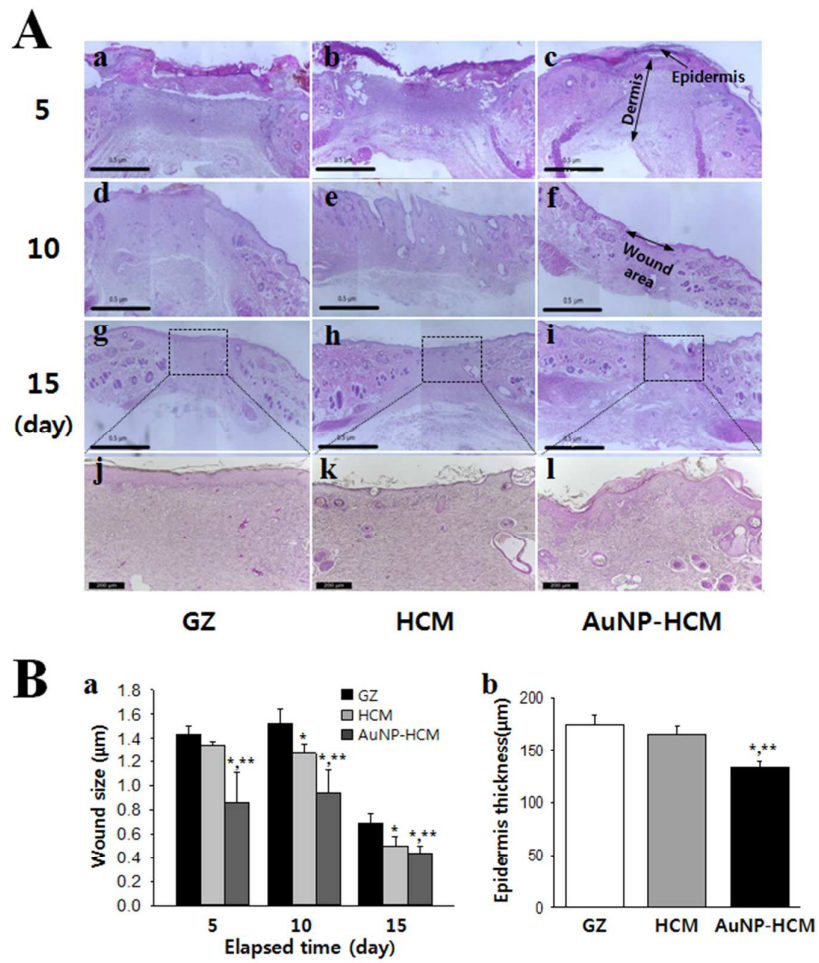 A
a
b
c
Epidermis
Dermis
5
0.5 μm
0.5 μm
0.5 μm
d
e
f
Wound
area
10
0.5 μm
0.5 μm
0.5 μm
g
h
i
15
(day)
0.5 μm
0.5 μm
0.5 μm
j
k
l
200 μm
200 μm
200 μm
GZ
HCM
AuNP-HCM
B
a
Wound size (μm)
1.8
1.6
1.4
1.2
1.0
0.8
0.6
0.4
0.2
0.0
GZ
HCM
AuNP-HCM
*,**
*
*,**
*
*,**
5
10
15
Elapsed time (day)
b
Epidermis thickness(μm)
200
150
100
50
0
*,**
GZ
HCM
AuNP-HCM